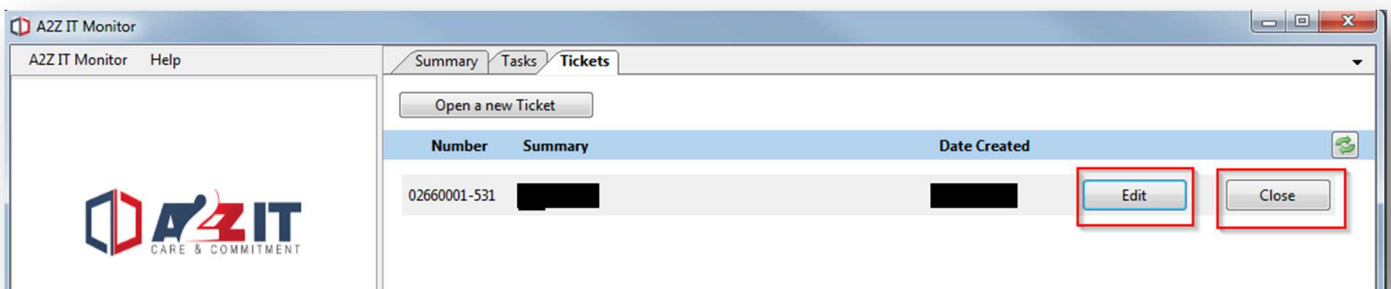 A2Z IT Monitor
A2Z IT Monitor Help
Summary Tasks Tickets
Open a new Ticket
Number Summary Date Created
02660001-531 Edit Close
A2Z IT
CARE & COMMITMENT